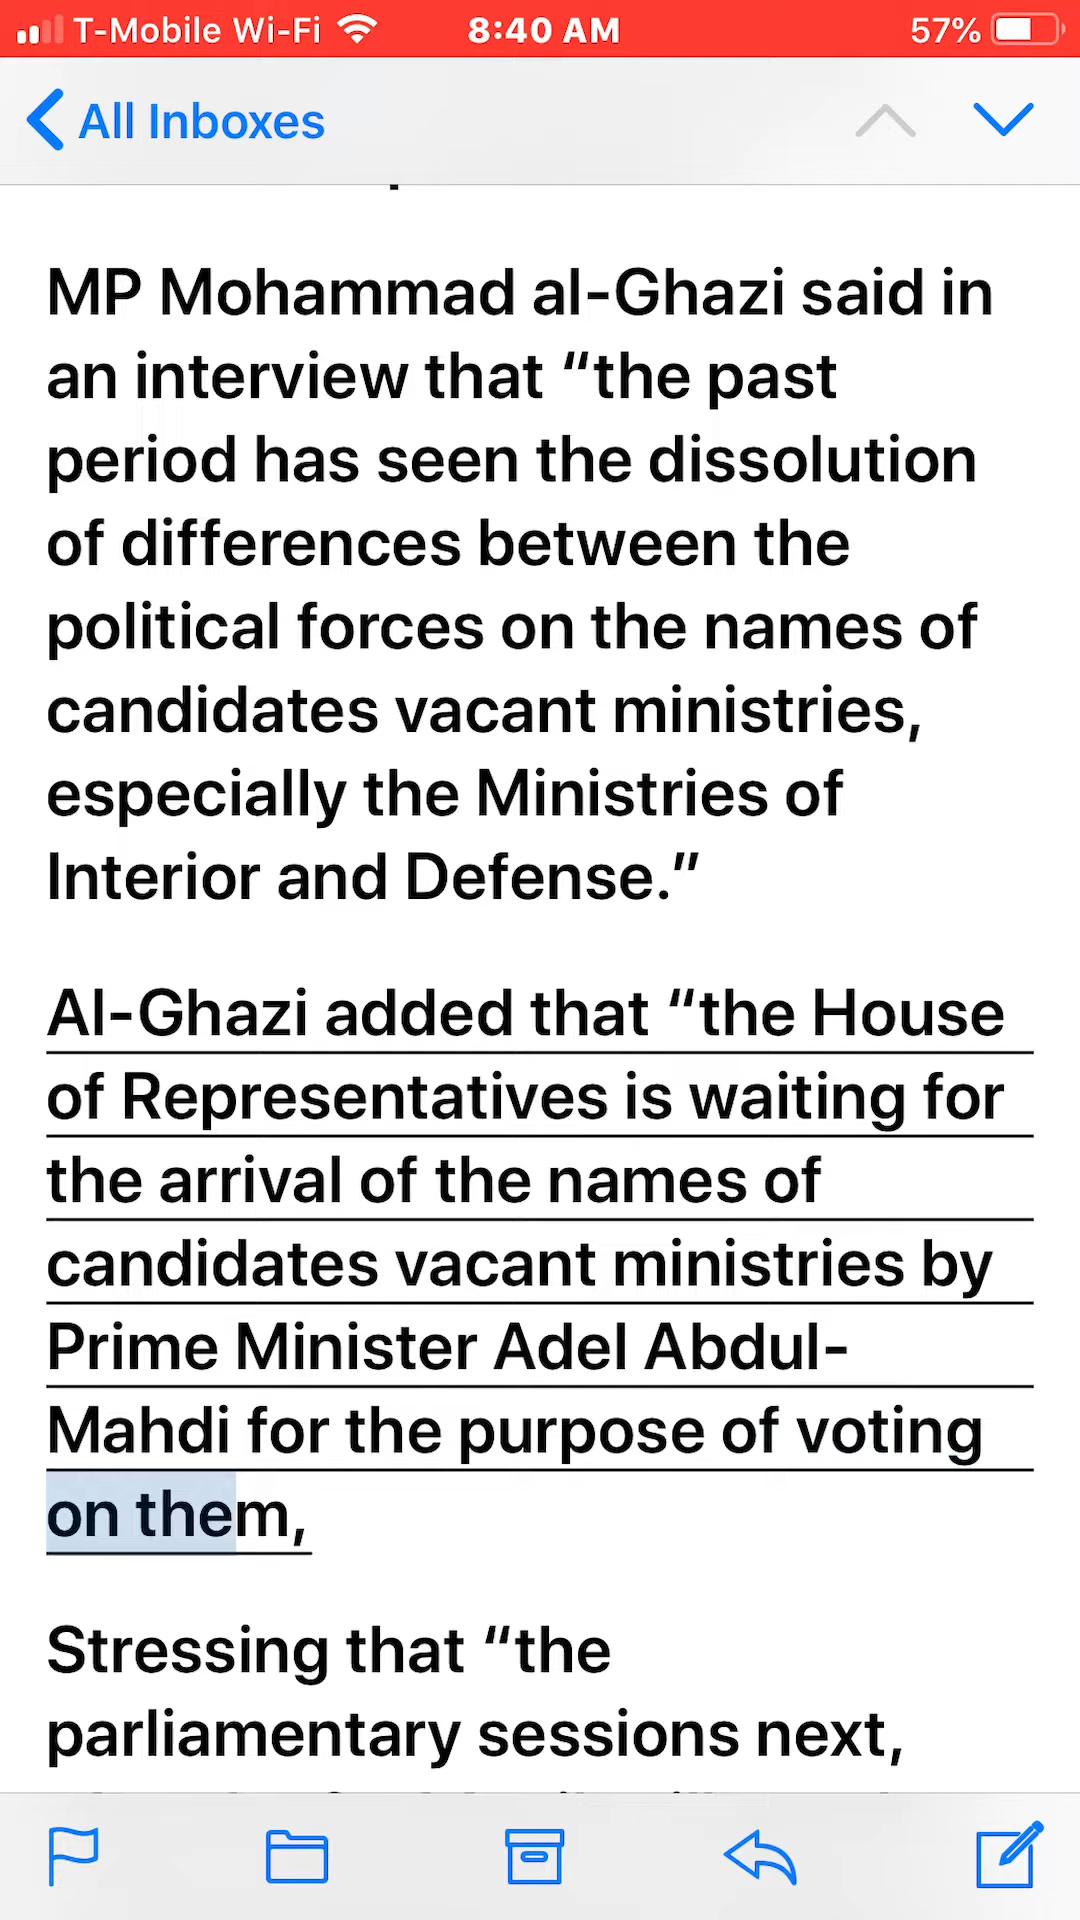 T-Mobile Wi-Fi 8:40 AM 57%
All Inboxes
MP Mohammad al-Ghazi said in
an interview that “the past
period has seen the dissolution
of differences between the
political forces on the names of
candidates vacant ministries,
especially the Ministries of
Interior and Defense.”
Al-Ghazi added that “the House
of Representatives is waiting for
the arrival of the names of
candidates vacant ministries by
Prime Minister Adel Abdul-
Mahdi for the purpose of voting
on them,
Stressing that “the
parliamentary sessions next,